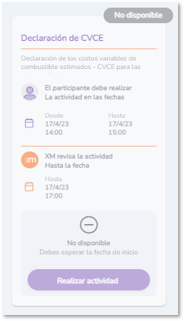 No disponible
Declaración de CVCE
Declaración de los costos variables de
combustible estimados - CVCE para las
El participante debe realizar
La actividad en las fechas
Desde Hasta
17/4/23 17/4/23
14:00 15:00
XM revisa la actividad
Hasta la fecha
Hasta
17/4/23
17:00
No disponible
Debes esperar la fecha de inicio
Realizar actividad